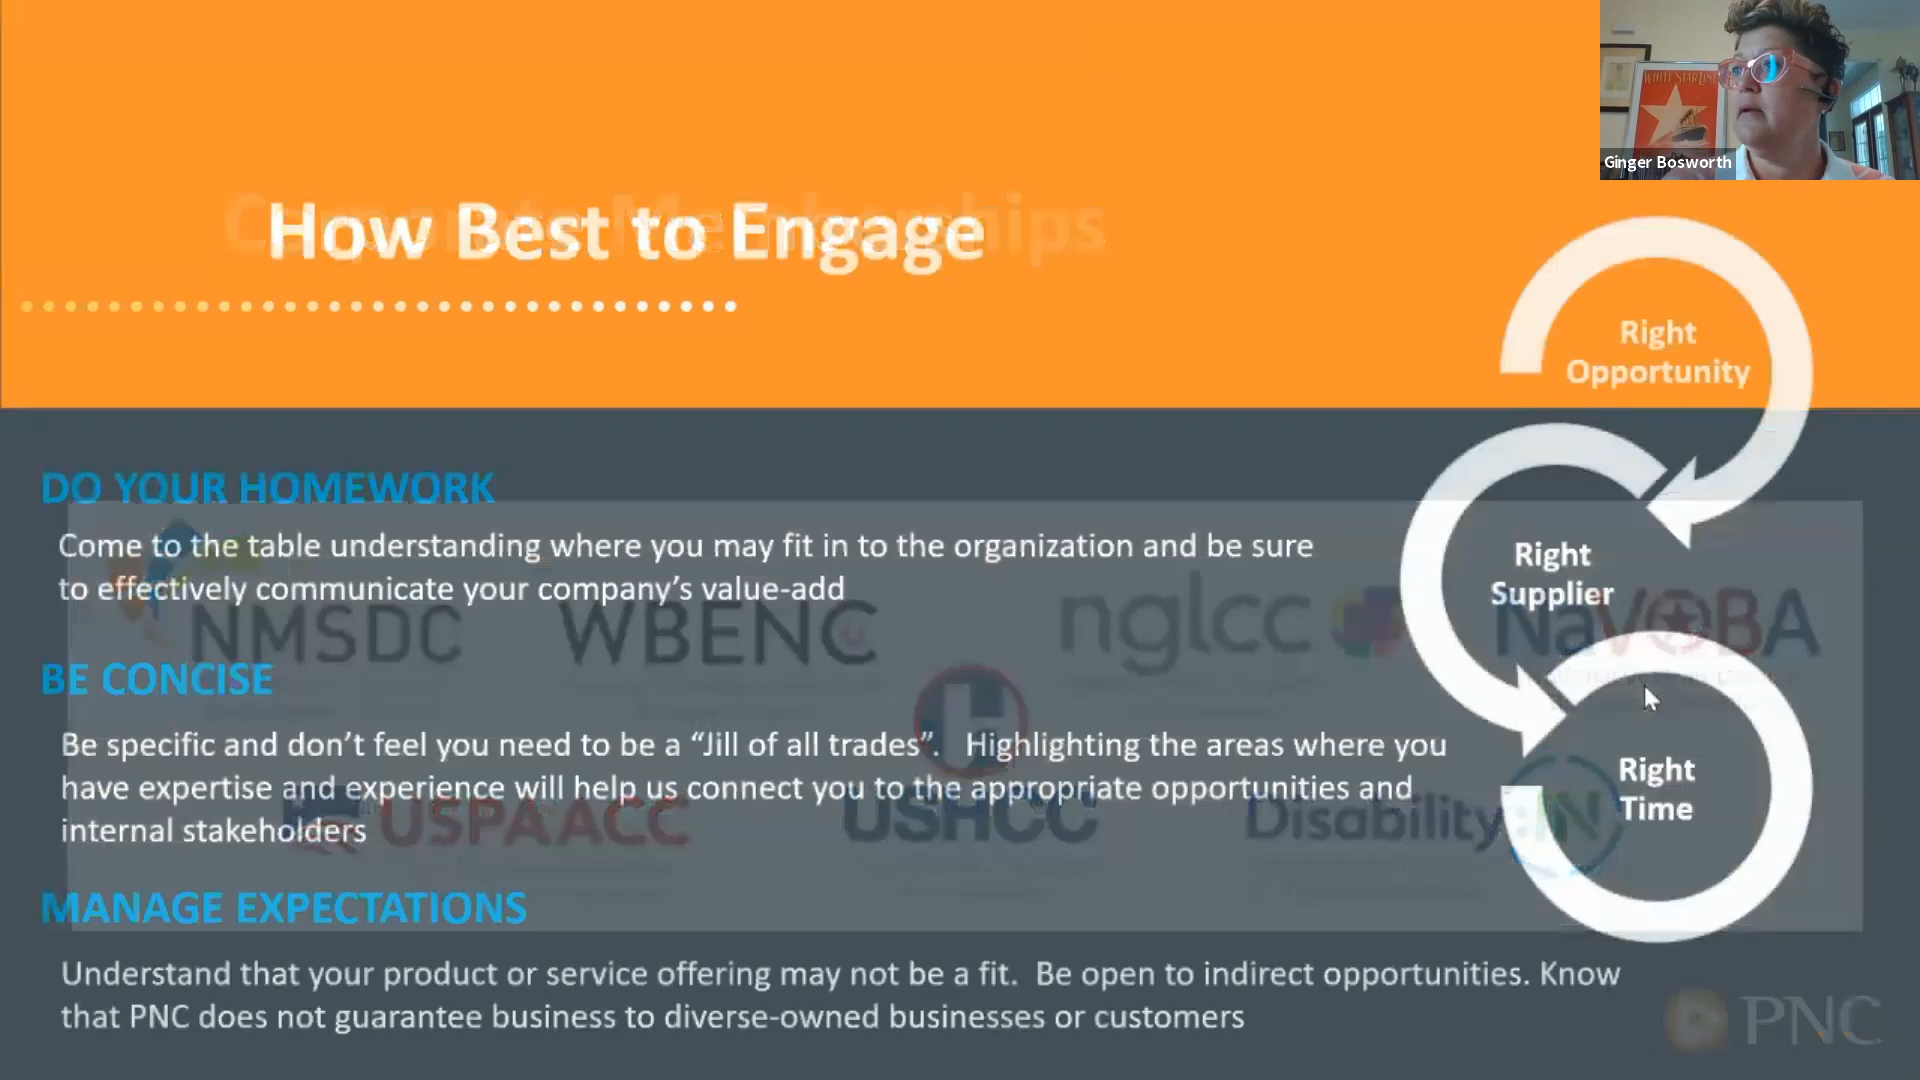 WHITE STAR LINE
Ginger Bosworth
Corporate Memberships
How Best to Engage
Right
Opportunity
Right
Supplier
Right
Time
DO YOUR HOMEWORK
Come to the table understanding where you may fit in to the organization and be sure
to effectively communicate your company’s value-add
NMSDC
WBENC
nglcc
NaVOBA
BE CONCISE
Be specific and don’t feel you need to be a “Jill of all trades”. Highlighting the areas where you
have expertise and experience will help us connect you to the appropriate opportunities and
internal stakeholders
USPAACC
USHCC
Disability:IN
MANAGE EXPECTATIONS
Understand that your product or service offering may not be a fit. Be open to indirect opportunities. Know
that PNC does not guarantee business to diverse-owned businesses or customers
PNC